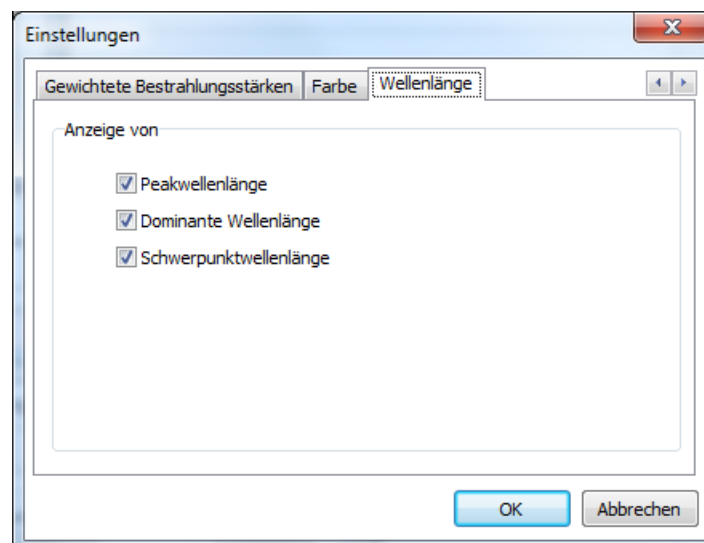 Einstellungen
Gewichtete Bestrahlungsstärken Farbe Wellenlänge
Anzeige von
Peakwellenlänge
Dominante Wellenlänge
Schwerpunktwellenlänge
OK Abbrechen